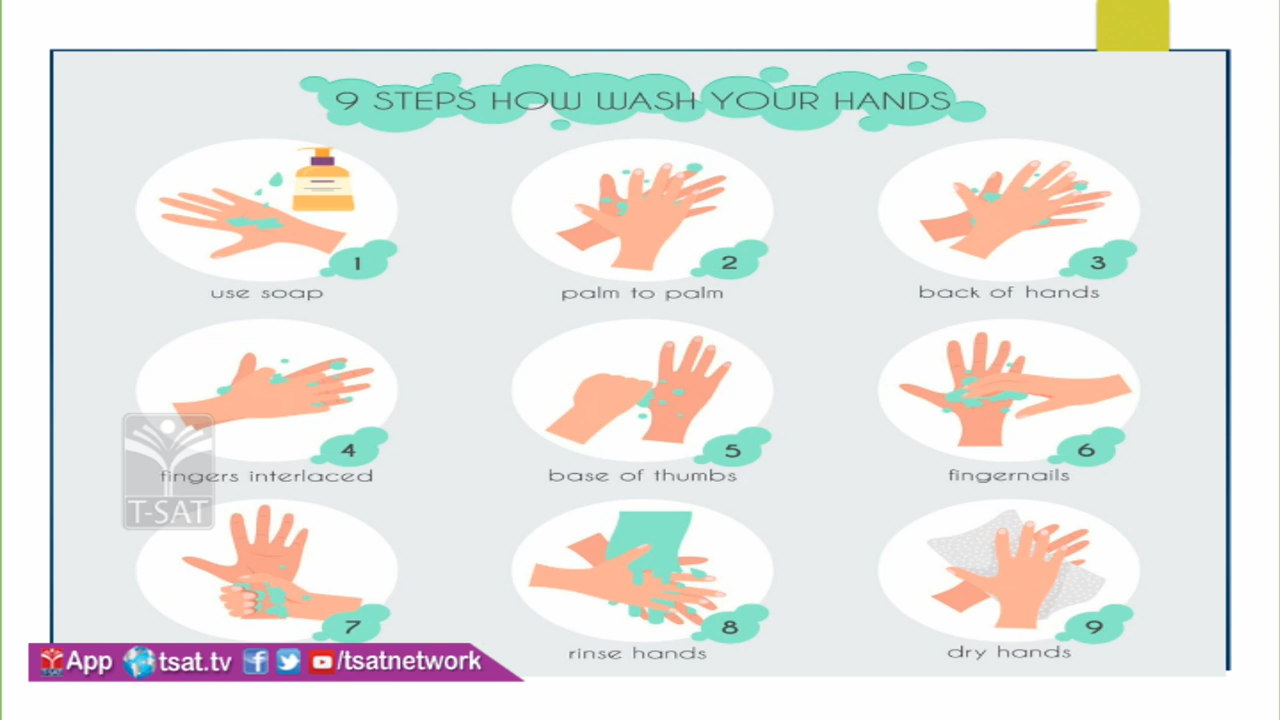 9 STEPS HOW WASH YOUR HANDS
1
use soap
2
palm to palm
3
back of hands
4
fingers interlaced
5
base of thumbs
6
fingernails
7
8
rinse hands
9
dry hands
T-SAT
App tsat.tv /tsatnetwork